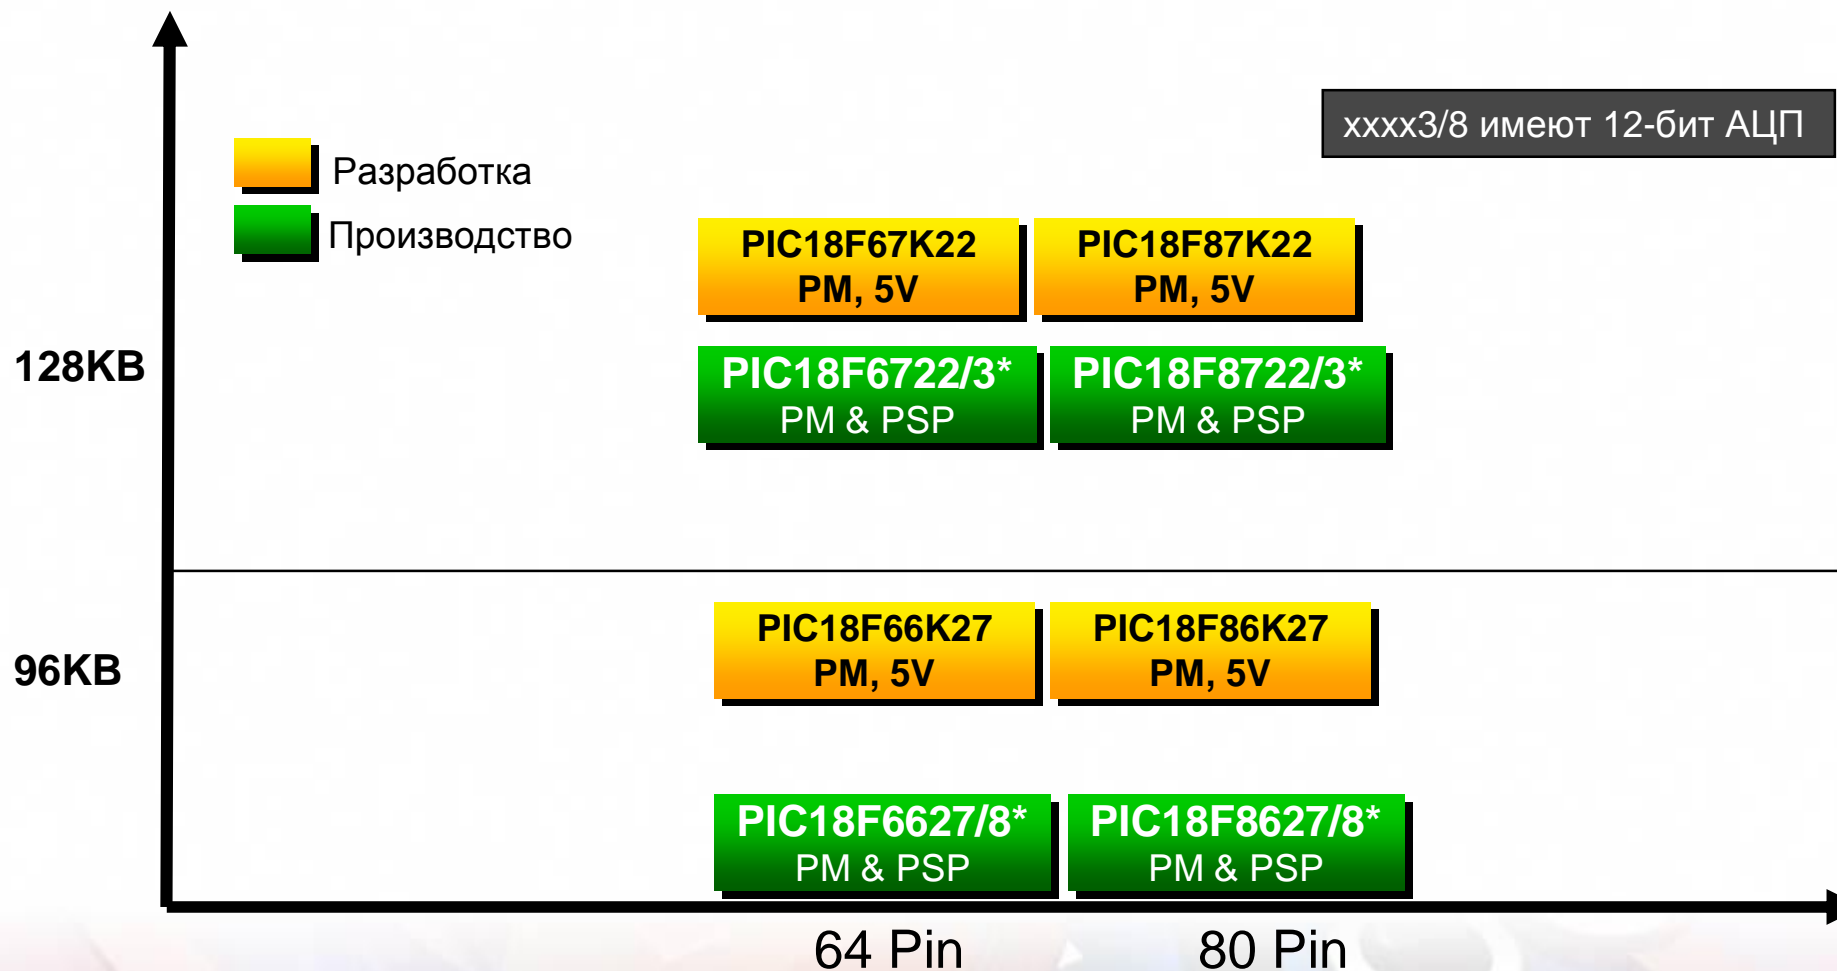 xxxx3/8 имеют 12-бит АЦП
Разработка
Производство
PIC18F67K22
PM, 5V
PIC18F87K22
PM, 5V
128KB
PIC18F6722/3*
PM & PSP
PIC18F8722/3*
PM & PSP
PIC18F66K27
PM, 5V
PIC18F86K27
PM, 5V
96KB
PIC18F6627/8*
PM & PSP
PIC18F8627/8*
PM & PSP
64 Pin
80 Pin